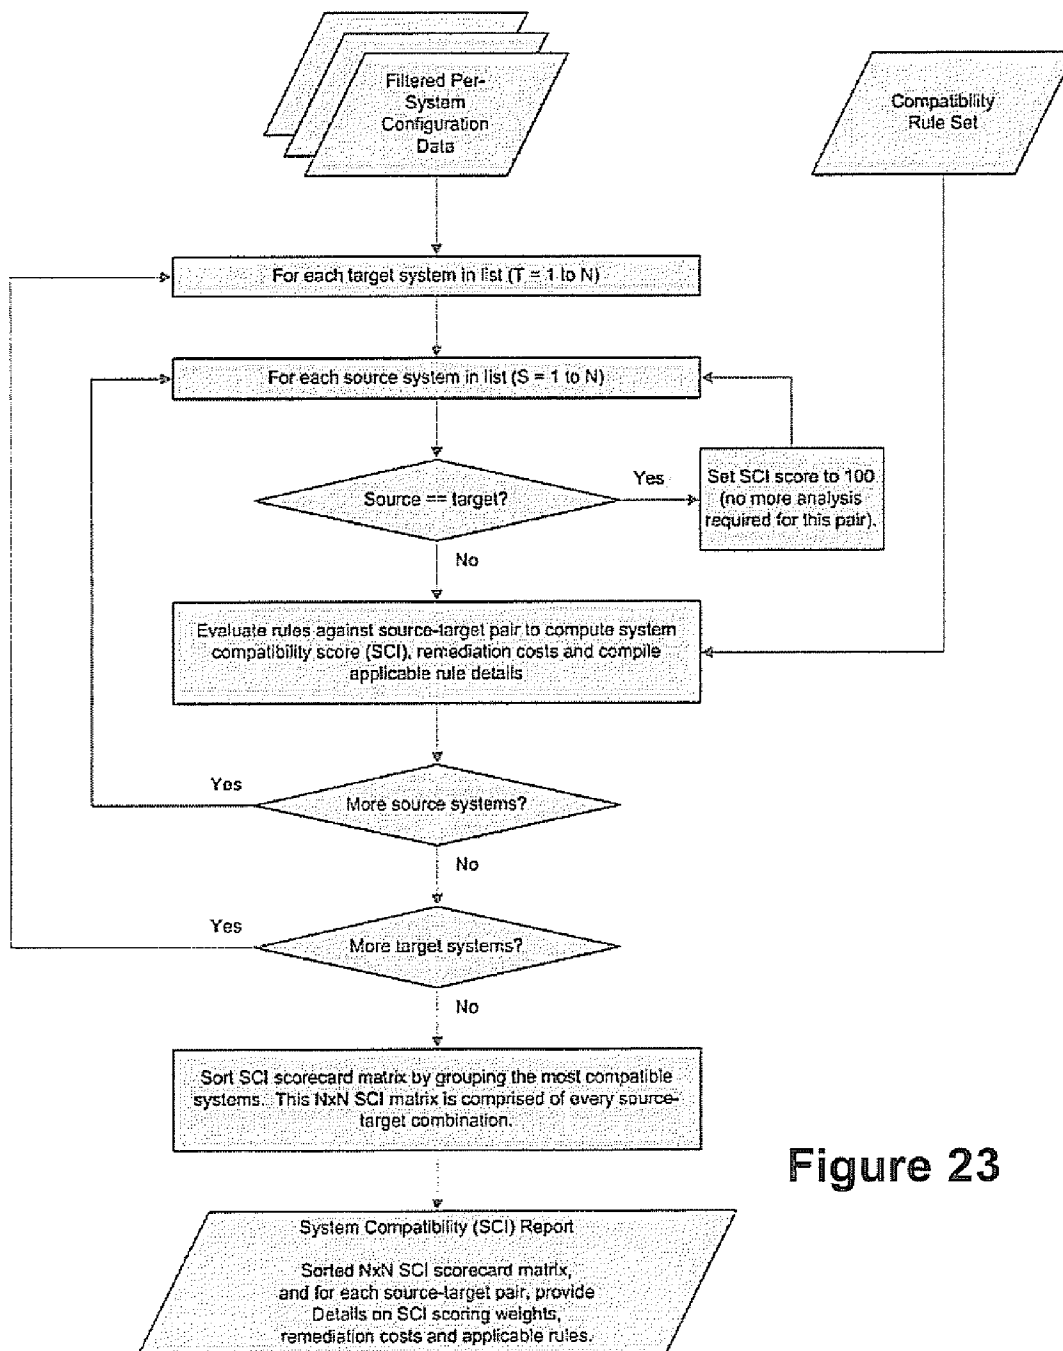 Filtered Per-
System
Configuration
Data
Compatibility
Rule Set
For each target system in list (T = 1 to N)
For each source system in list (S = 1 to N)
Source == target?
Yes
Set SCI score to 100
(no more analysis
required for this pair).
No
Evaluate rules against source-target pair to compute system
compatibility score (SCI), remediation costs and compile
applicable rule details
Yes
More source systems?
No
Yes
More target systems?
No
Sort SCI scorecard matrix by grouping the most compatible
systems. This NxN SCI matrix is comprised of every source-
target combination.
Figure 23
System Compatibility (SCI) Report
Sorted NxN SCI scorecard matrix,
and for each source-target pair, provide
Details on SCI scoring weights,
remediation costs and applicable rules.